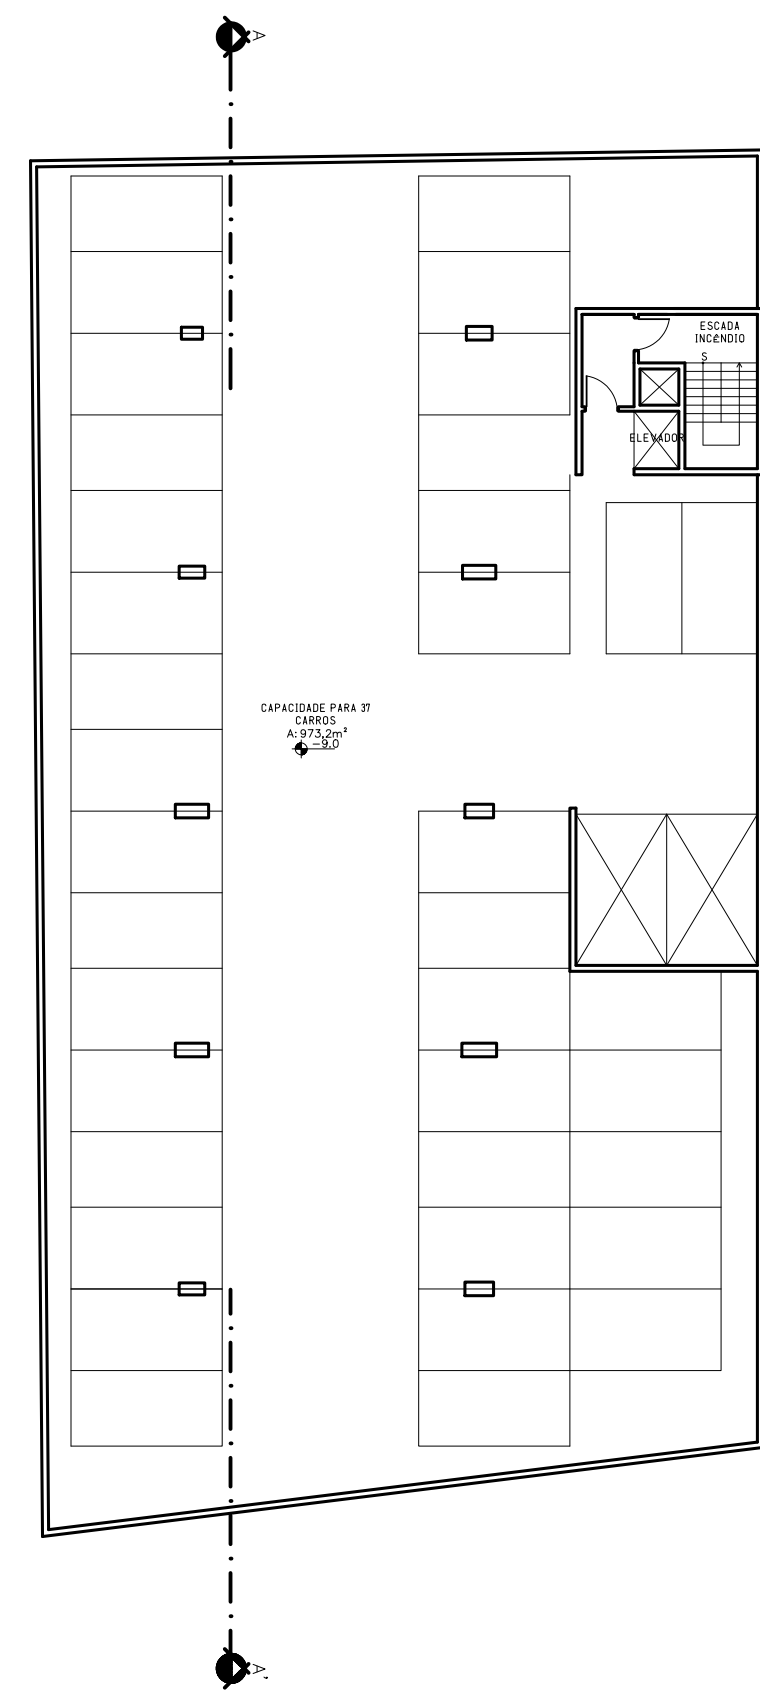 A
ESCADA
INCÊNDIO
S
ELEVADOR
CAPACIDADE PARA 37
CARROS
A: 973,2m²
-9.0
A'